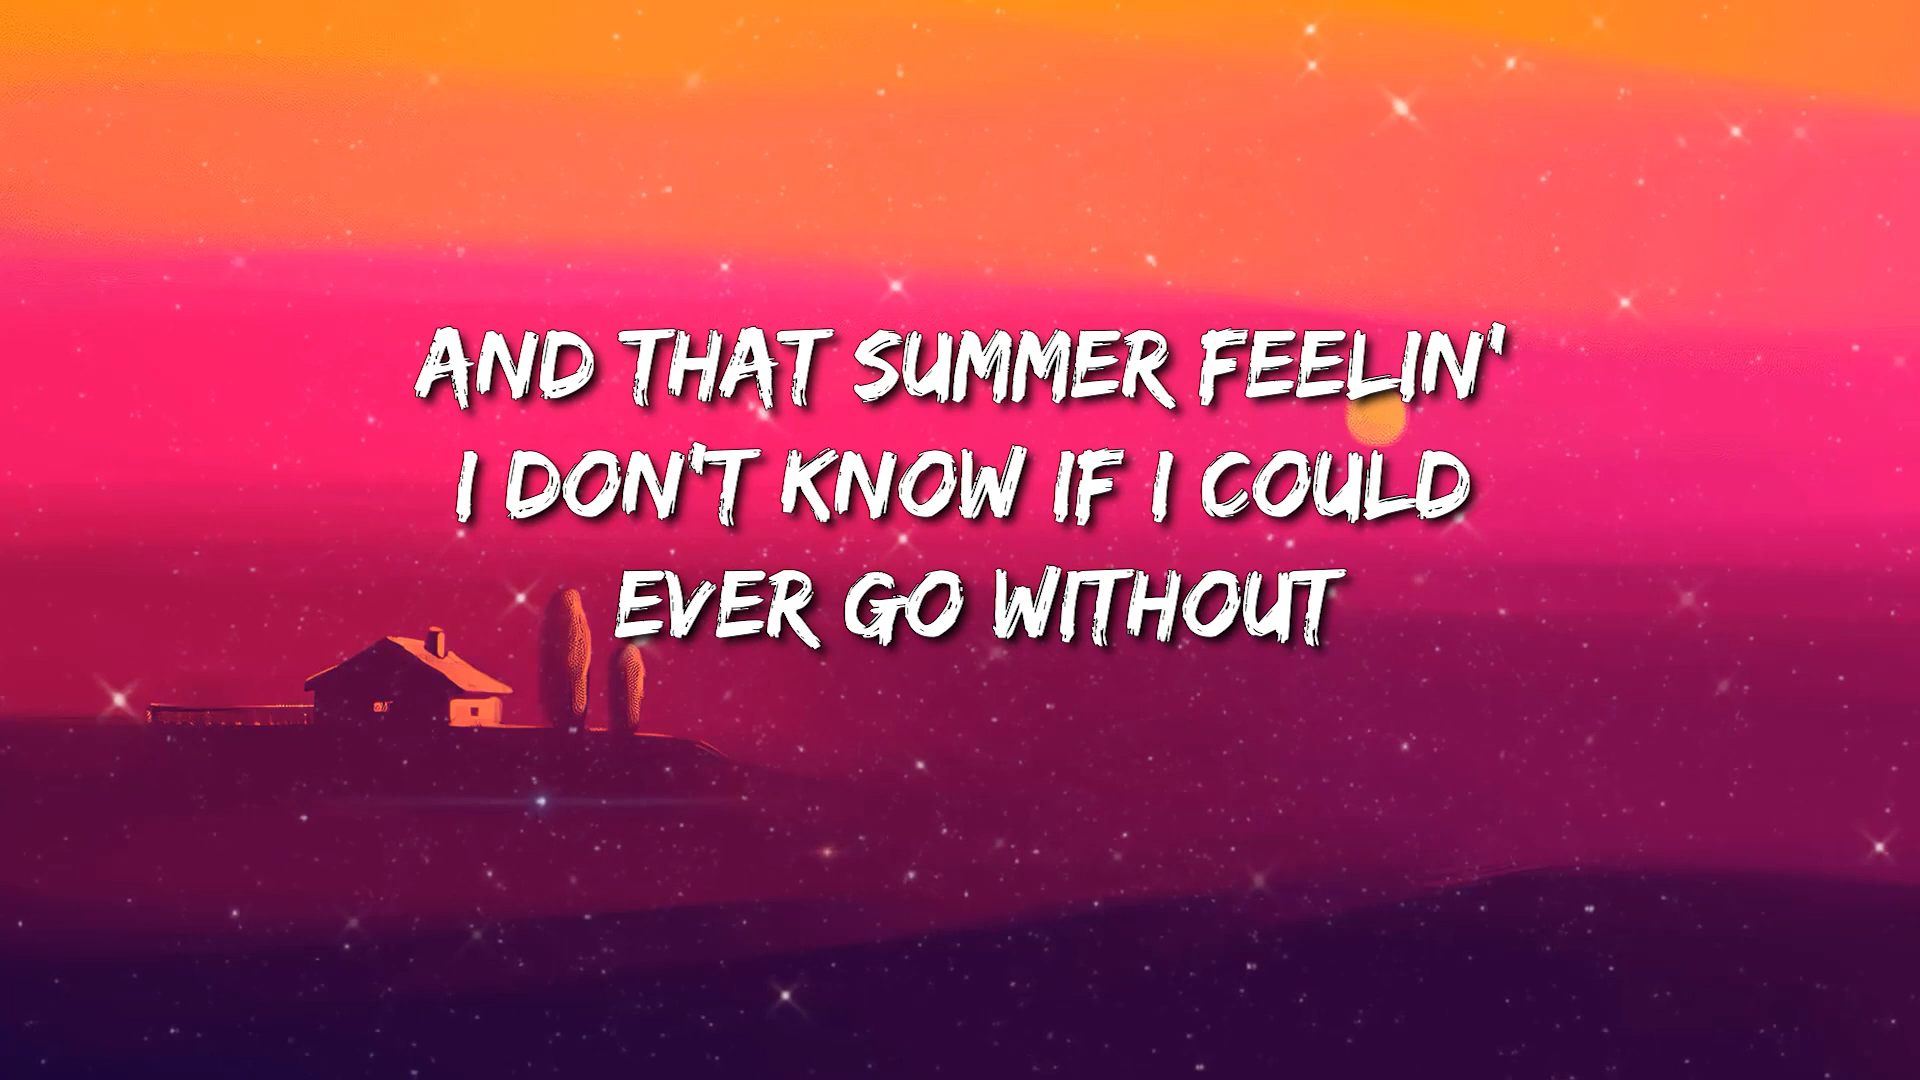 AND THAT SUMMER FEELIN'
I DON'T KNOW IF I COULD
EVER GO WITHOUT